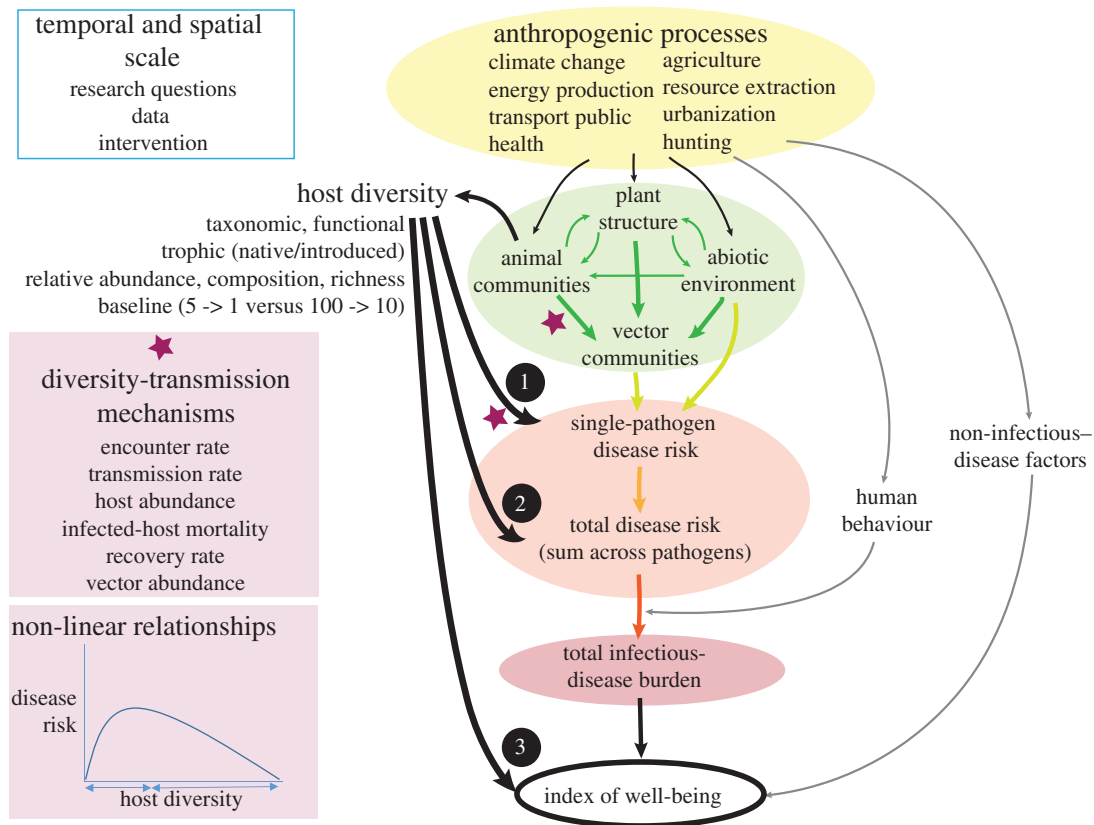 temporal and spatial
scale
research questions
data
intervention
anthropogenic processes
climate change
energy production
transport public
health
agriculture
resource extraction
urbanization
hunting
host diversity
taxonomic, functional
trophic (native/introduced)
relative abundance, composition, richness
baseline (5 -> 1 versus 100 -> 10)
plant
structure
animal
communities
abiotic
environment
vector
communities
diversity-transmission
mechanisms
encounter rate
transmission rate
host abundance
infected-host mortality
recovery rate
vector abundance
1
single-pathogen
disease risk
2
total disease risk
(sum across pathogens)
non-infectious–
disease factors
human
behaviour
non-linear relationships
disease
risk
host diversity
total infectious-
disease burden
3
index of well-being